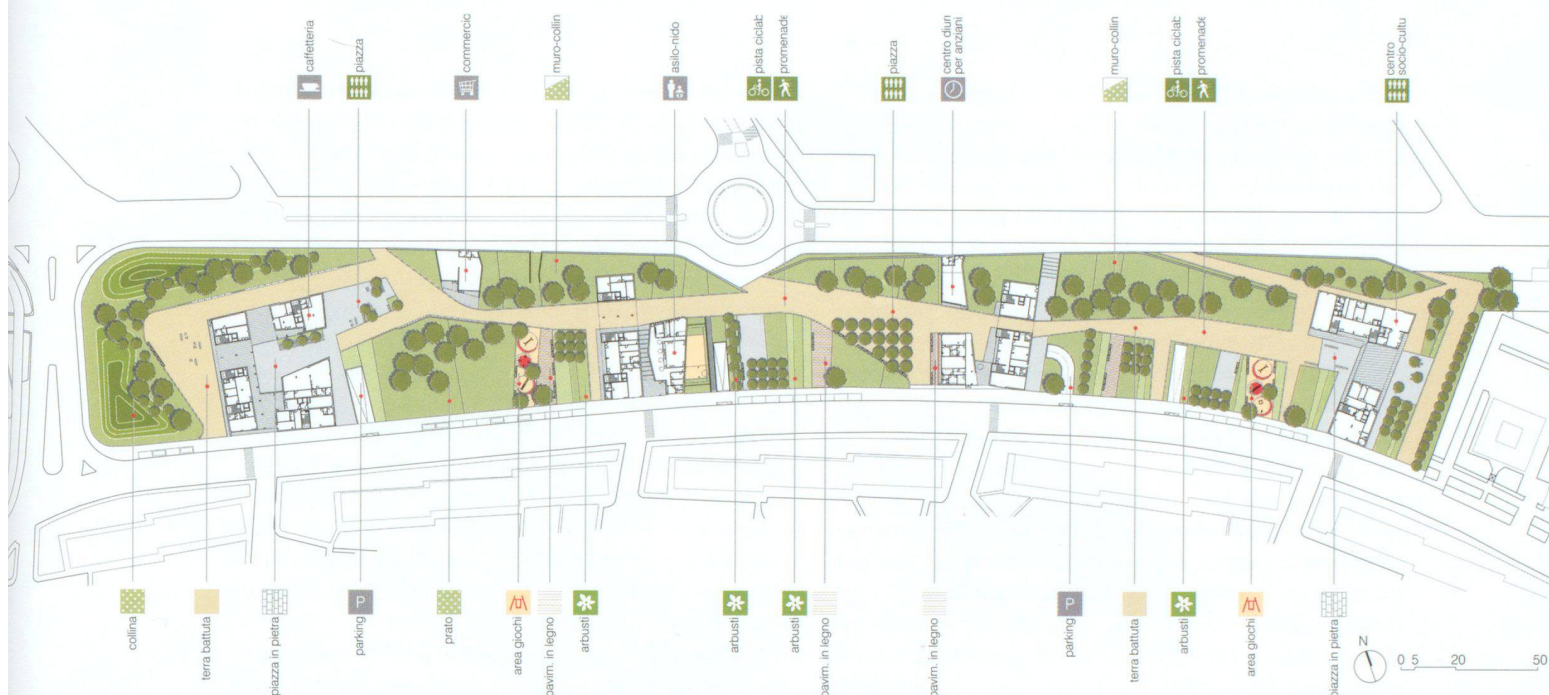 caffetteria
piazza
commercio
muro-collin
asilo-nido
pista ciclab
promenade
piazza
centro diurn
per anziani
muro-collin
pista ciclab
promenade
centro
socio-cultu
collina
terra battuta
piazza in pietra
P
parking
prato
area giochi
pavim. in legno
arbusti
arbusti
arbusti
pavim. in legno
pavim. in legno
P
parking
terra battuta
arbusti
area giochi
piazza in pietra
N
0 5 20 50